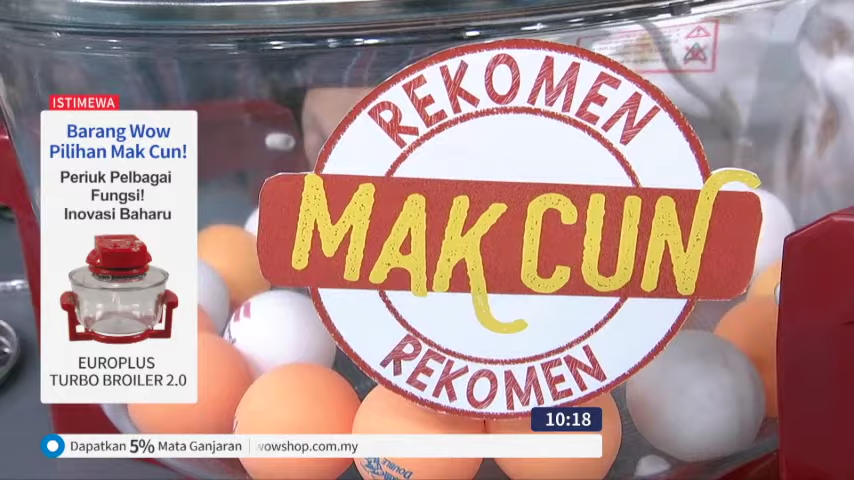 ISTIMEWA
Barang Wow
Pilihan Mak Cun!
Periuk Pelbagai
Fungsi!
Inovasi Baharu
EUROPLUS
TURBO BROILER 2.0
REKOMEN
MAK CUN
REKOMEN
10:18
Dapatkan 5% Mata Ganjaran
wowshop.com.my